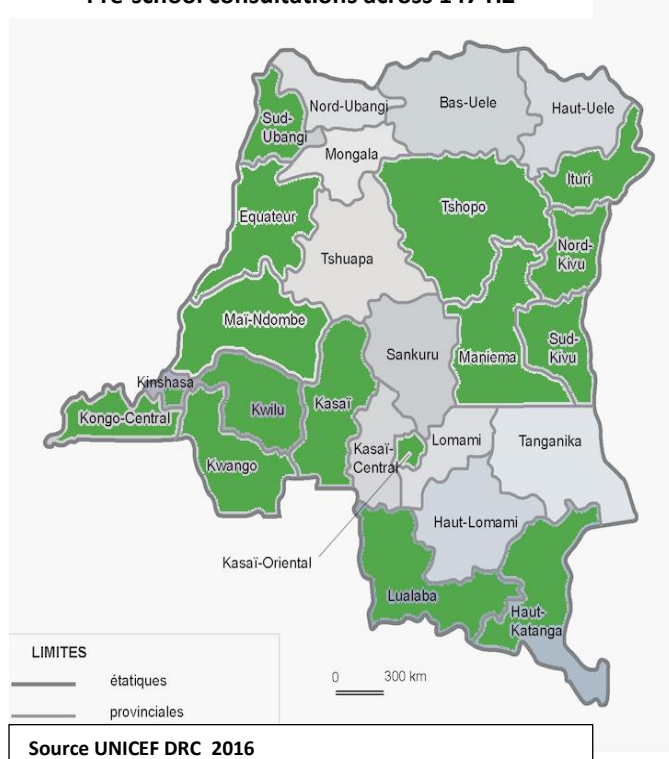 Pre-school consultations across 147 HZ
Nord-Ubangi
Bas-Uele
Haut-Uele
Sud-
Ubangi
Mongala
Ituri
Tshopo
Equateur
Nord-
Kivu
Tshuapa
Maï-Ndombe
Sud-
Kivu
Sankuru
Maniema
Kinshasa
Kasaï
Kwilu
Kongo-Central
Lomami
Tanganika
Kasaï-
Central
Kwango
Haut-Lomami
Kasaï-Oriental
Lualaba
Haut-
Katanga
LIMITES
étatiques
provinciales
0 300 km
Source UNICEF DRC 2016